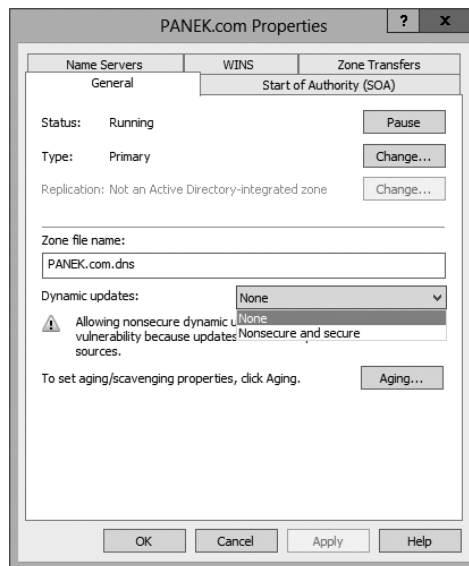 PANEK.com Properties
? x
Name Servers WINS Zone Transfers
General Start of Authority (SOA)
Status: Running Pause
Type: Primary Change...
Replication: Not an Active Directory-integrated zone Change...
Zone file name:
PANEK.com.dns
Dynamic updates: None
None
Nonsecure and secure
Allowing nonsecure dynamic
vulnerability because updates
sources.
To set aging/scavenging properties, click Aging. Aging...
OK Cancel Apply Help